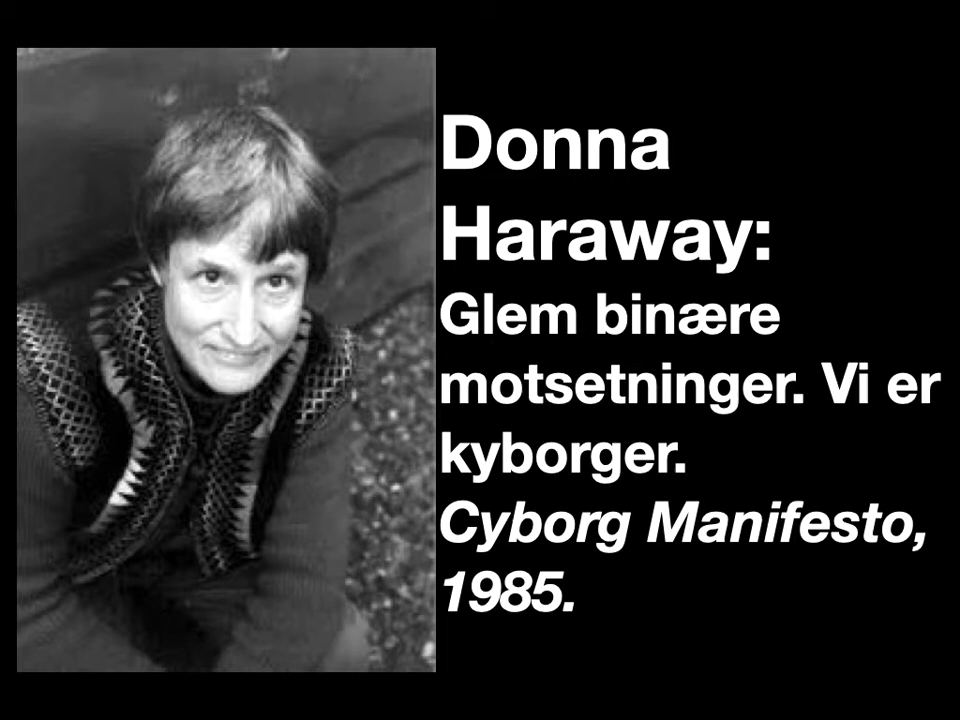 Donna
Haraway:
Glem binære
motsetninger. Vi er
kyborger.
Cyborg Manifesto,
1985.